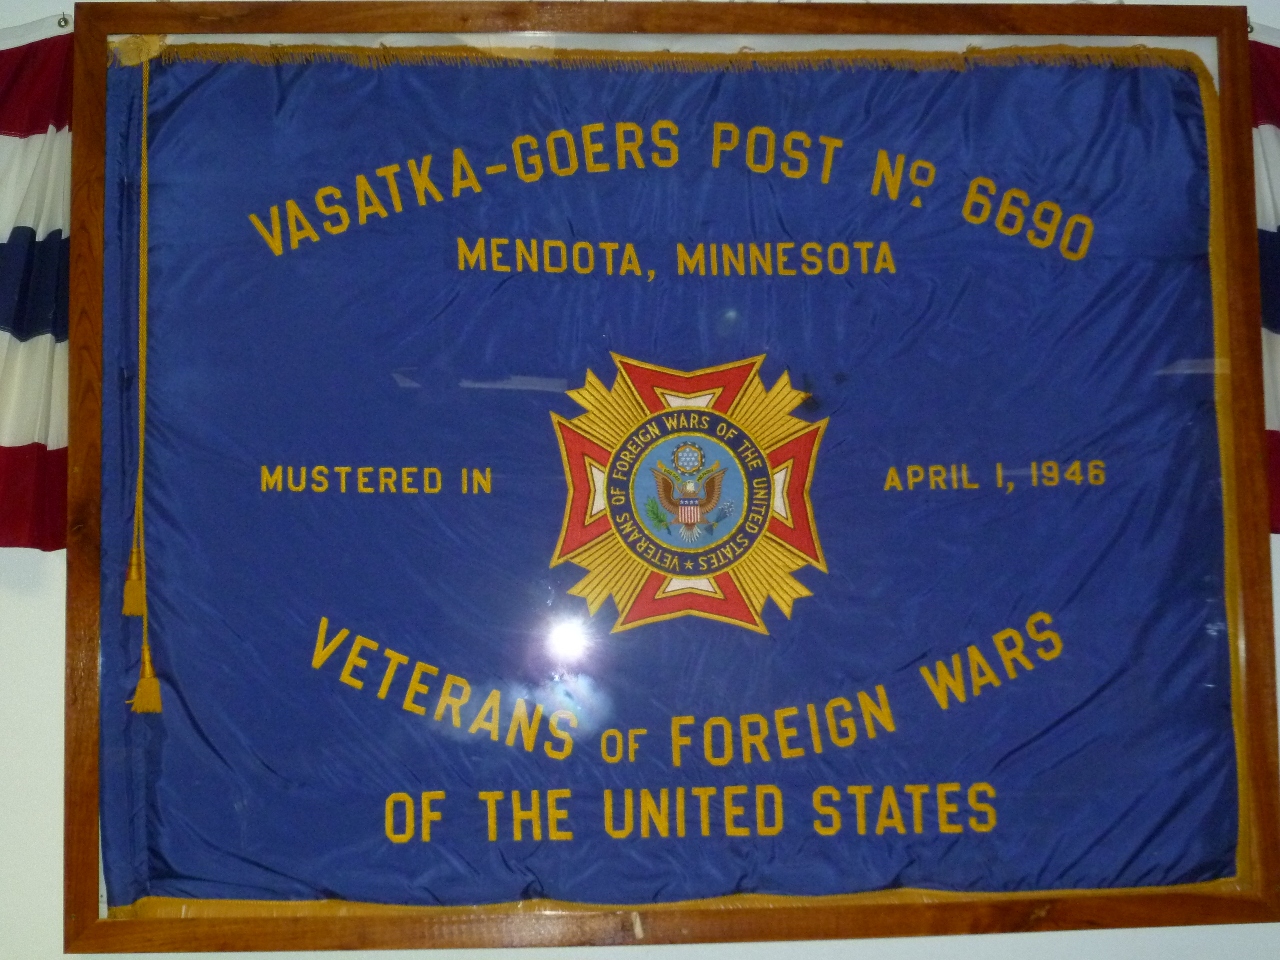 VASATKA-GOERS POST Nº 6690
MENDOTA, MINNESOTA
VETERANS OF FOREIGN WARS OF THE UNITED STATES ★
MUSTERED IN APRIL 1, 1946
VETERANS OF FOREIGN WARS
OF THE UNITED STATES